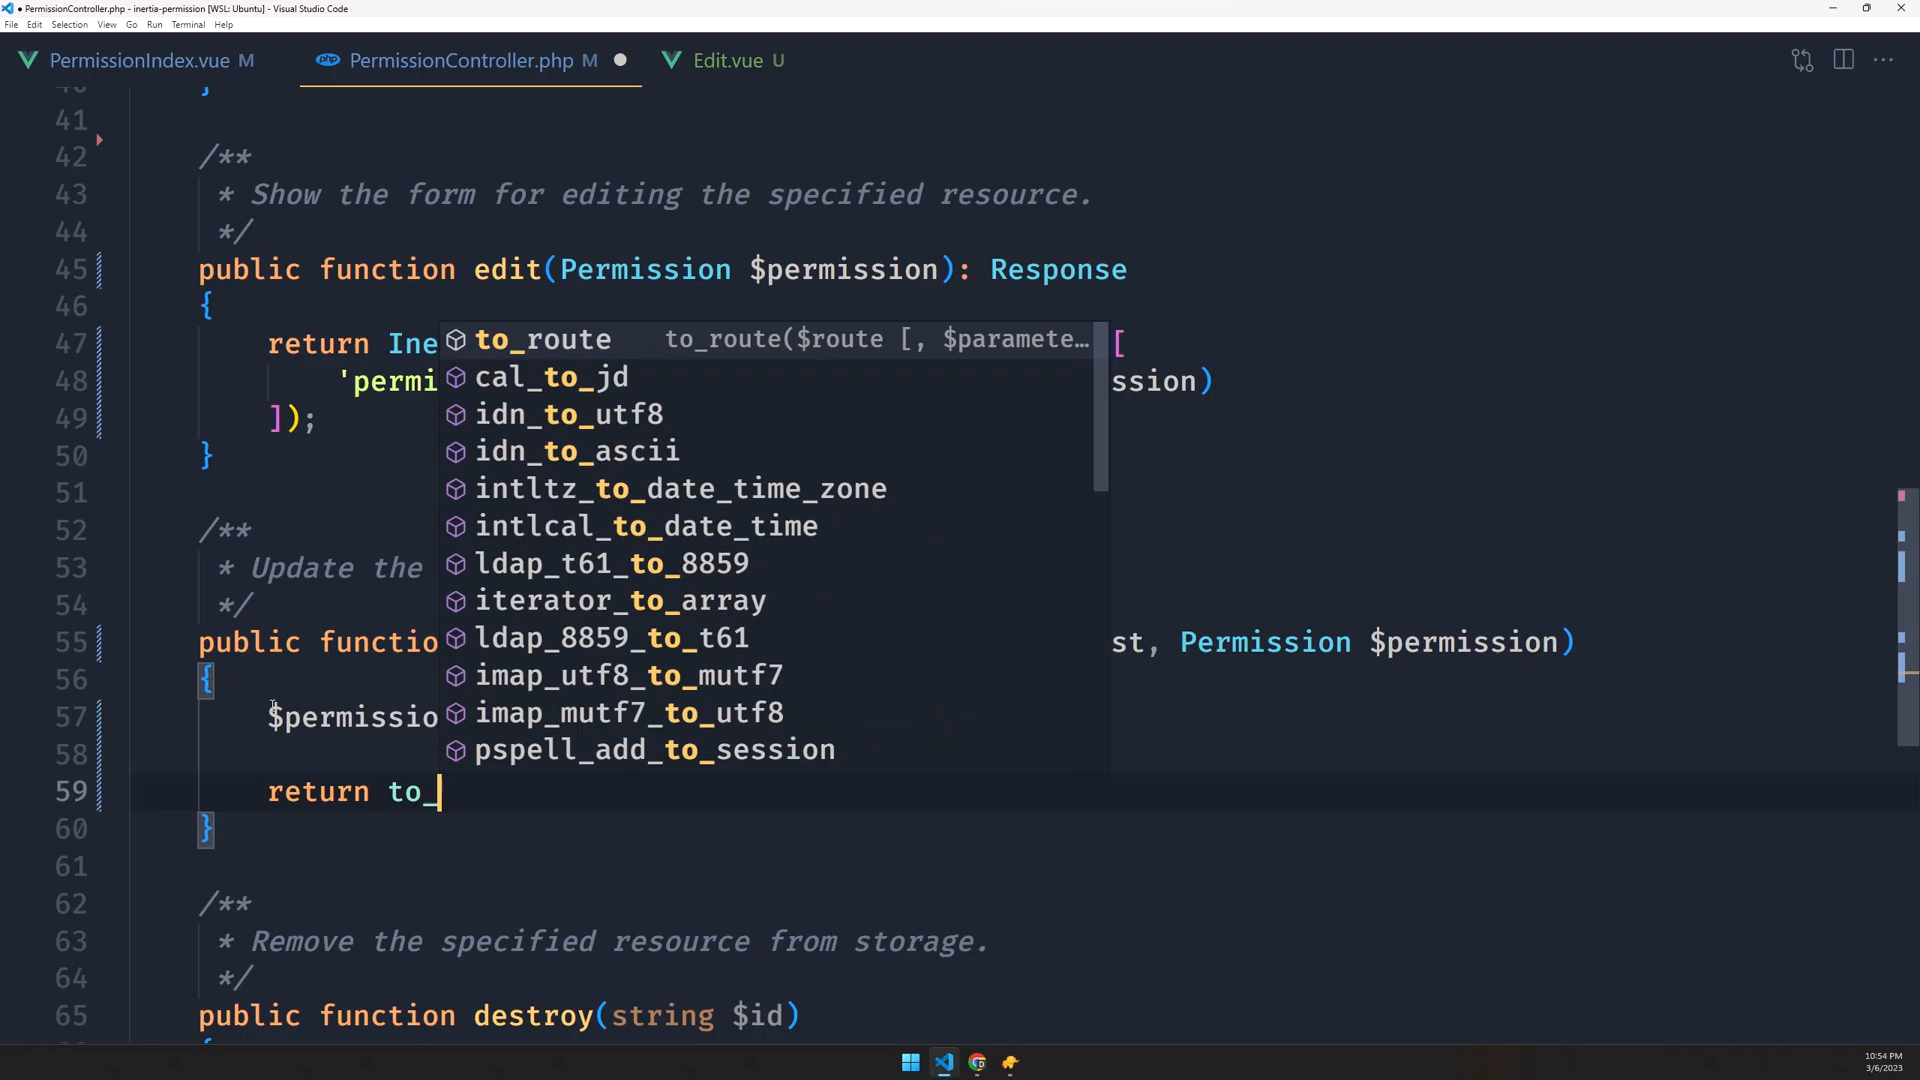 PermissionController.php - inertia-permission [WSL: Ubuntu] - Visual Studio Code
File Edit Selection View Go Run Terminal Help
PermissionIndex.vue M
php PermissionController.php M
Edit.vue U
40 }
41
42 /**
43 * Show the form for editing the specified resource.
44 */
45 public function edit(Permission $permission): Response
46 {
47 return Ine [
48 'permi ssion)
49 ]);
50 }
51
52 /**
53 * Update the
54 */
55 public functio st, Permission $permission)
56 {
57 $permissio
58
59 return to_
60 }
61
62 /**
63 * Remove the specified resource from storage.
64 */
65 public function destroy(string $id)
{
to_route to_route($route [, $paramete…
cal_to_jd
idn_to_utf8
idn_to_ascii
intltz_to_date_time_zone
intlcal_to_date_time
ldap_t61_to_8859
iterator_to_array
ldap_8859_to_t61
imap_utf8_to_mutf7
imap_mutf7_to_utf8
pspell_add_to_session
10:54 PM
3/6/2023